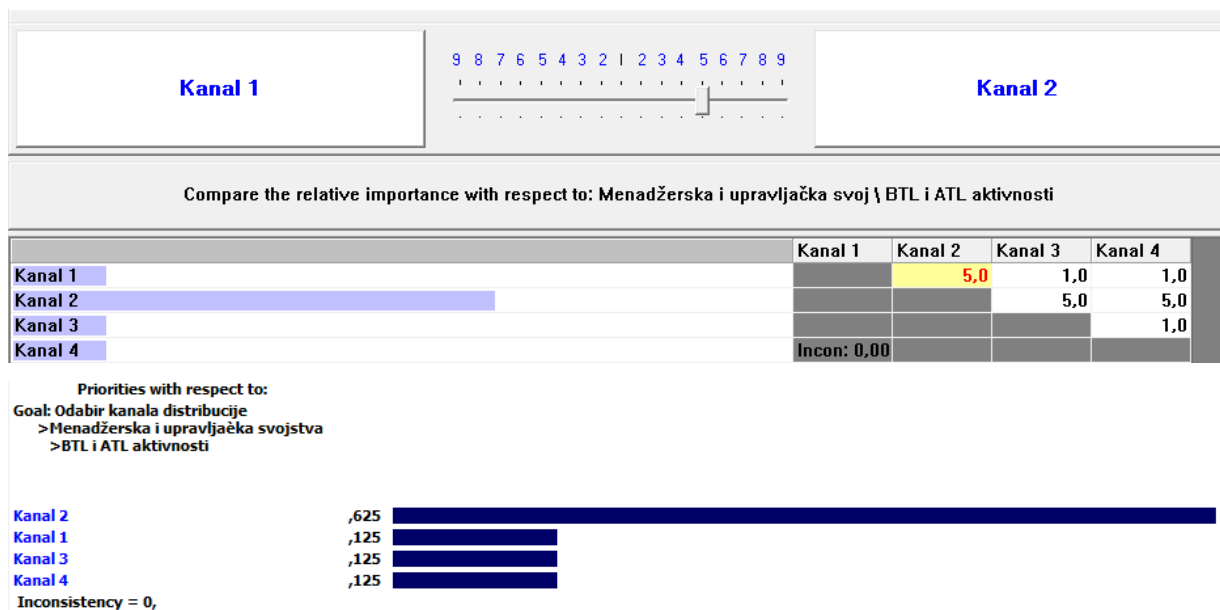 9 8 7 6 5 4 3 2 1 2 3 4 5 6 7 8 9
Kanal 1
Kanal 2
Compare the relative importance with respect to: Menadžerska i upravljačka svoj \ BTL i ATL aktivnosti
Kanal 1 Kanal 2 Kanal 3 Kanal 4
Kanal 1 5,0 1,0 1,0
Kanal 2 5,0 5,0
Kanal 3 1,0
Kanal 4 Incon: 0,00
Priorities with respect to:
Goal: Odabir kanala distribucije
>Menadžerska i upravljaèka svojstva
>BTL i ATL aktivnosti
Kanal 2 ,625
Kanal 1 ,125
Kanal 3 ,125
Kanal 4 ,125
Inconsistency = 0,